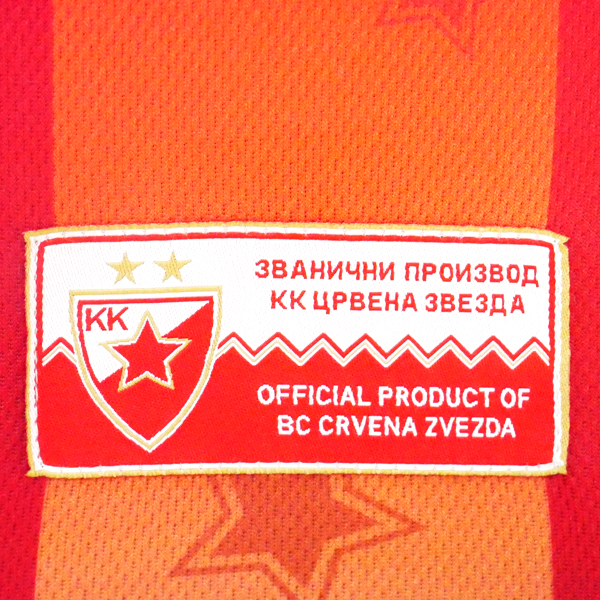 ЗВАНИЧНИ ПРОИЗВОД
КК ЦРВЕНА ЗВЕЗДА
КК
OFFICIAL PRODUCT OF
BC CRVENA ZVEZDA